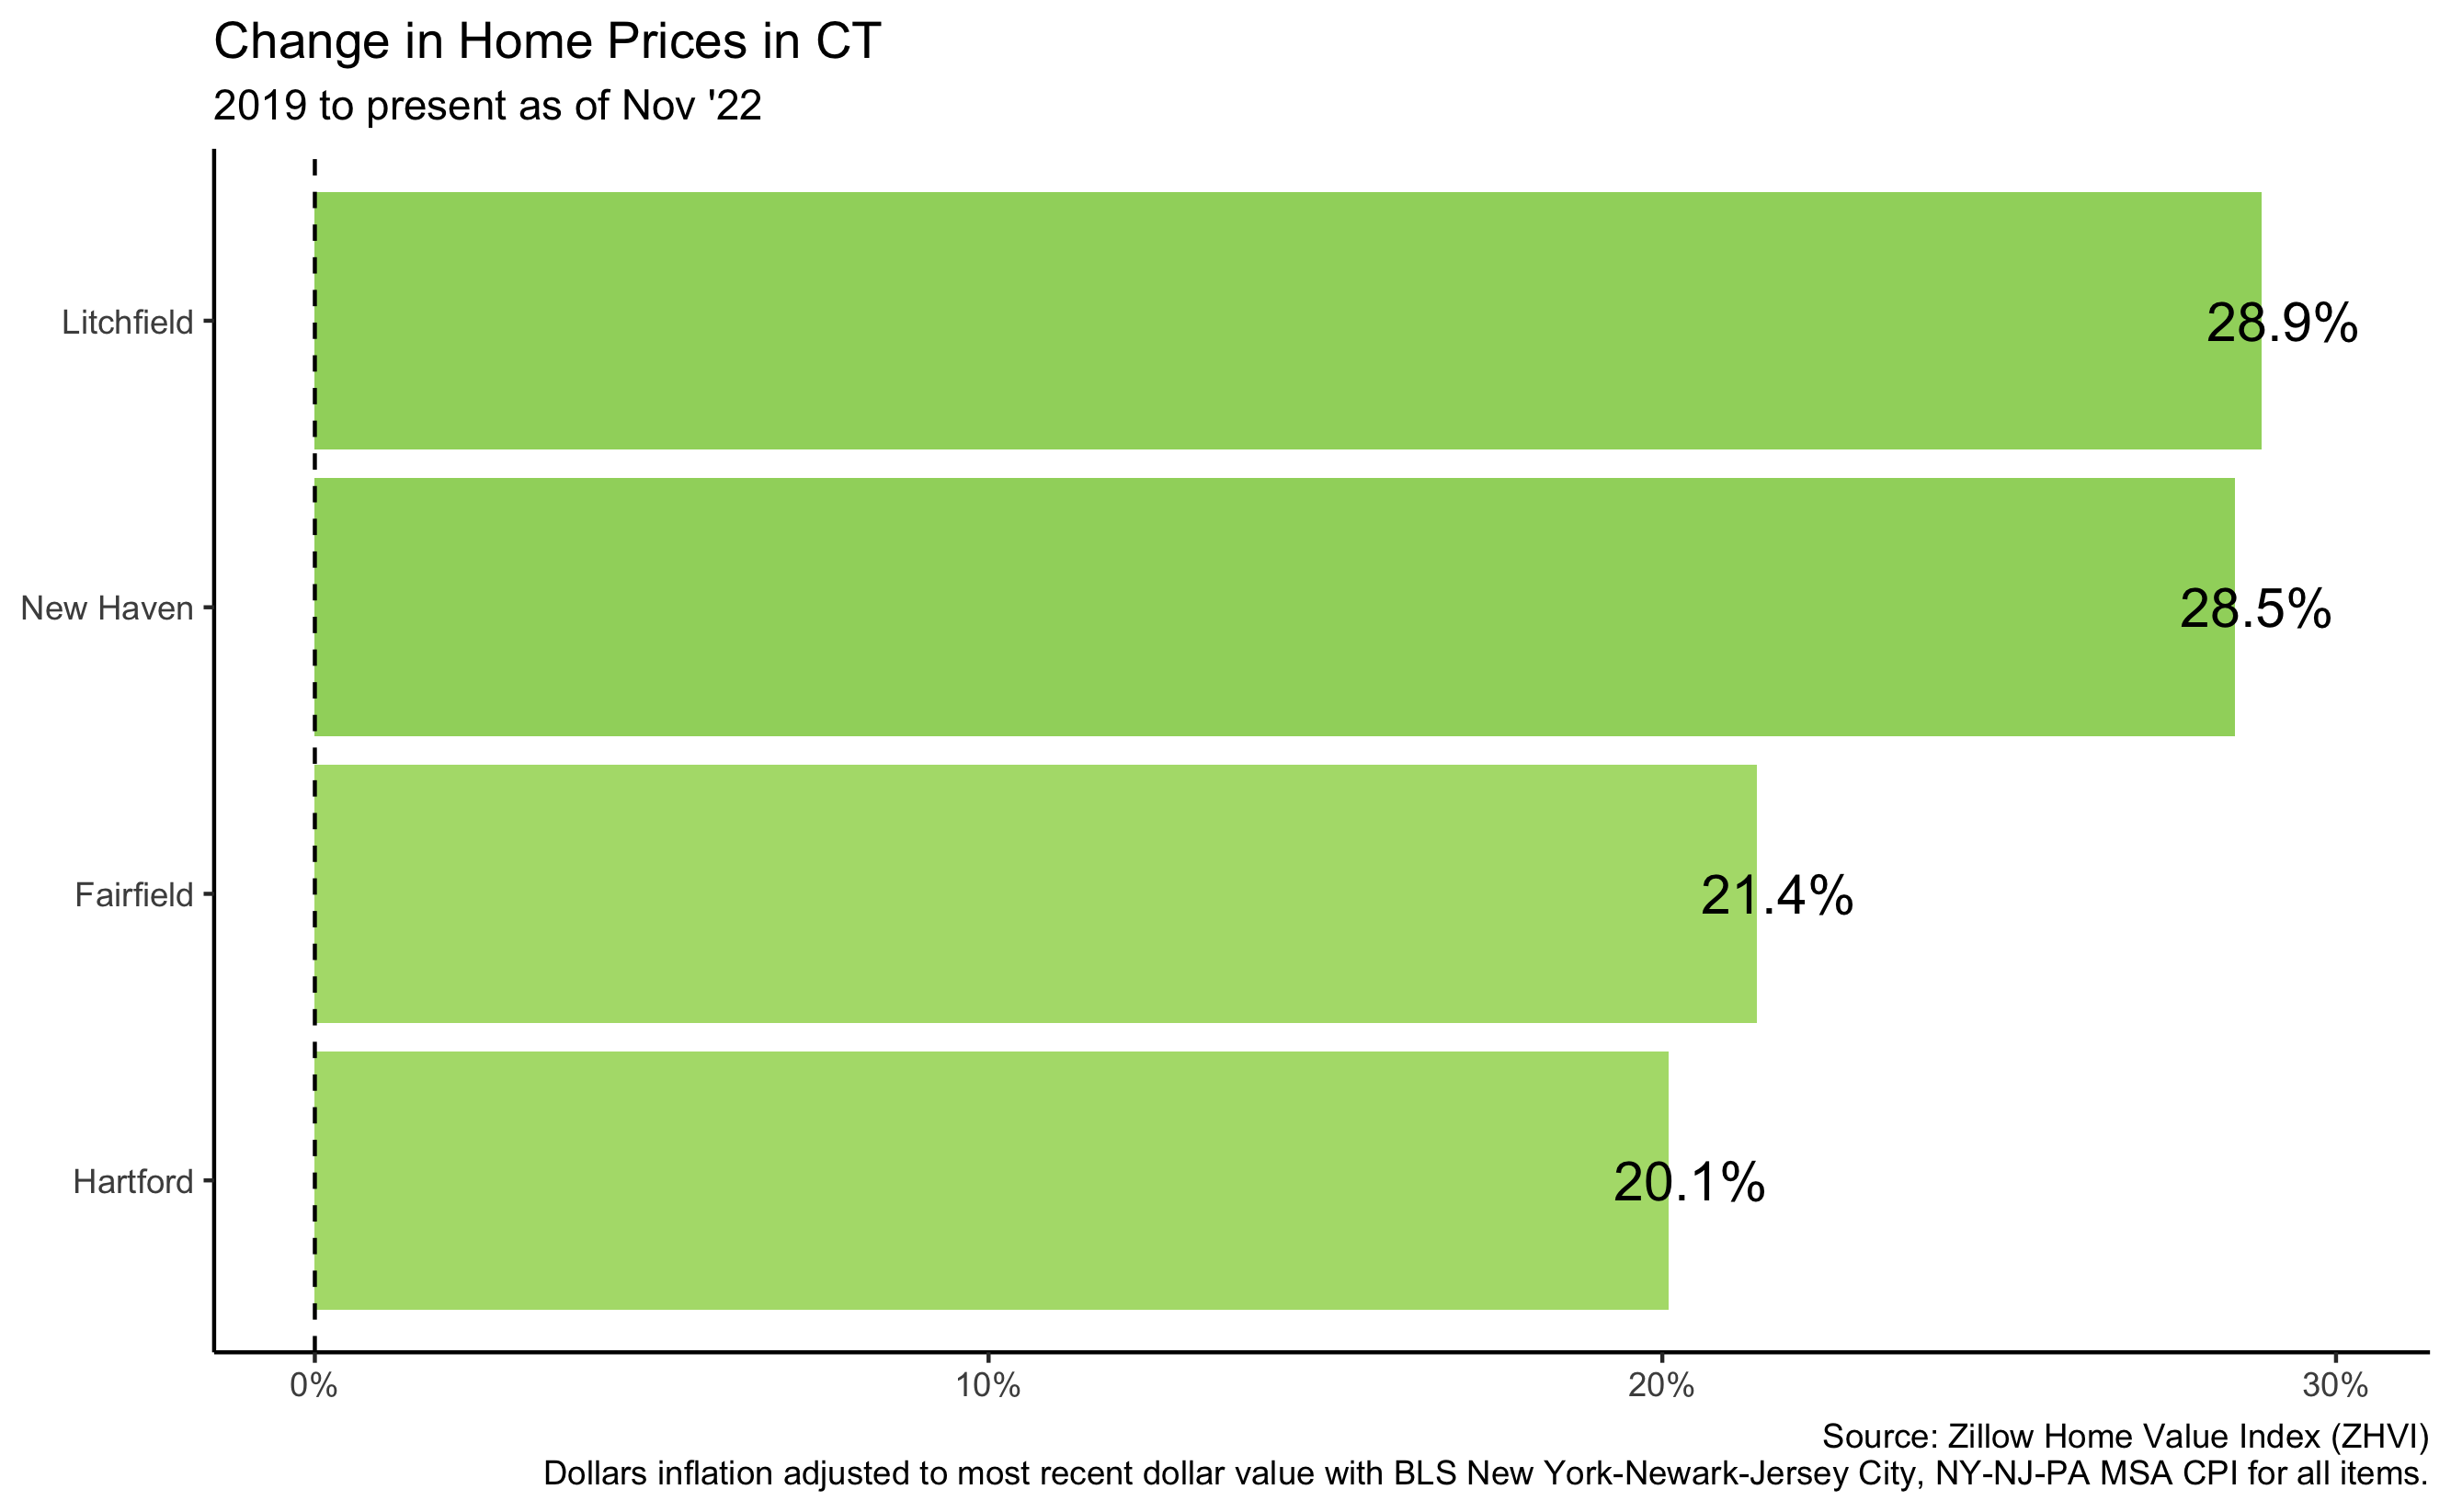 Change in Home Prices in CT
2019 to present as of Nov '22
Litchfield
28.9%
New Haven
28.5%
Fairfield
21.4%
Hartford
20.1%
0%
10%
20%
30%
Source: Zillow Home Value Index (ZHVI)
Dollars inflation adjusted to most recent dollar value with BLS New York-Newark-Jersey City, NY-NJ-PA MSA CPI for all items.